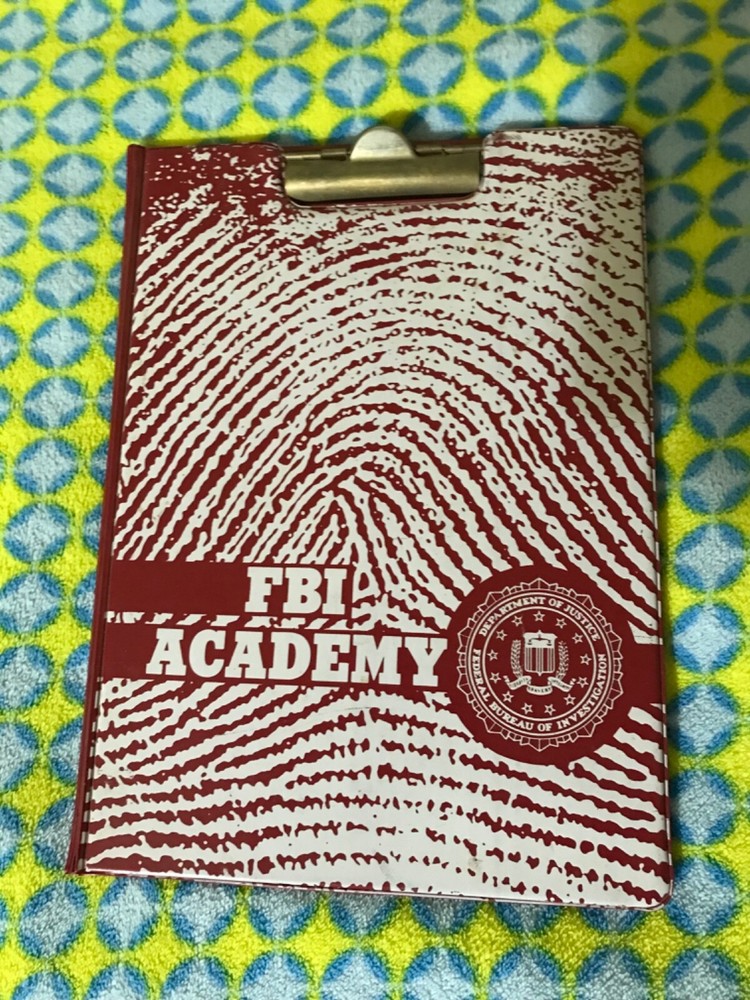 FBI
ACADEMY
DEPARTMENT OF JUSTICE
FEDERAL BUREAU OF INVESTIGATION